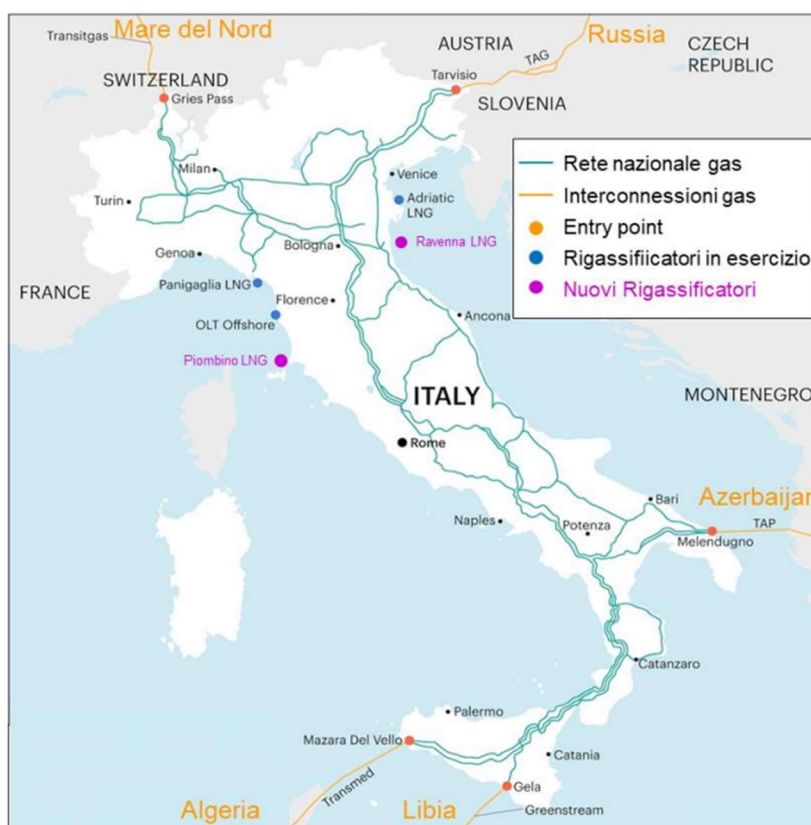 Mare del Nord
Transitgas
SWITZERLAND
Gries Pass
AUSTRIA
Russia
TAG
Tarvisio
SLOVENIA
CZECH
REPUBLIC
Rete nazionale gas
Interconnessioni gas
Entry point
Rigassifiicatori in esercizio
Nuovi Rigassificatori
Milan
Turin
Venice
Adriatic
LNG
Ravenna LNG
Genoa
Bologna
FRANCE
Panigaglia LNG
Florence
OLT Offshore
Ancona
Piombino LNG
ITALY
MONTENEGRO
Rome
Bari
Azerbaijan
Naples
Potenza
TAP
Melendugno
Catanzaro
Palermo
Mazara Del Vello
Catania
Transmed
Gela
Algeria
Libia
Greenstream